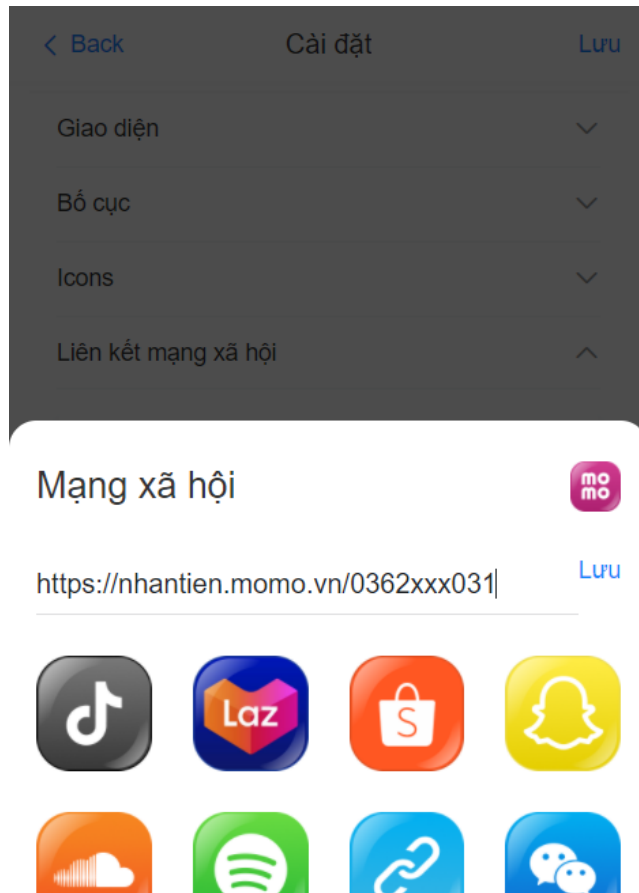 Back Cài đặt Lưu
Giao diện
Bố cục
Icons
Liên kết mạng xã hội
Mạng xã hội
mo
mo
https://nhantien.momo.vn/0362xxx031
Lưu
Laz
S